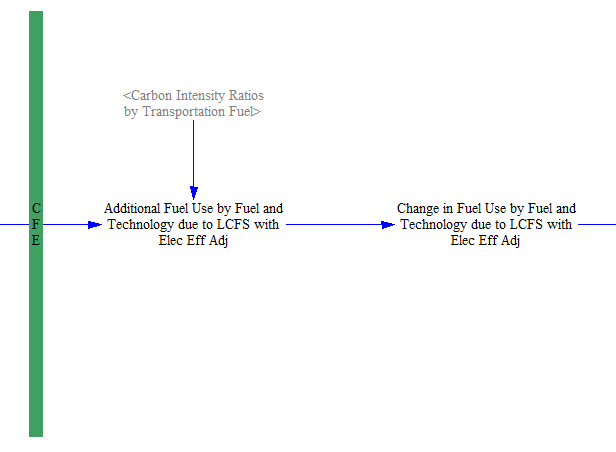 <Carbon Intensity Ratios
by Transportation Fuel>
C
F
E
Additional Fuel Use by Fuel and
Technology due to LCFS with
Elec Eff Adj
Change in Fuel Use by Fuel and
Technology due to LCFS with
Elec Eff Adj